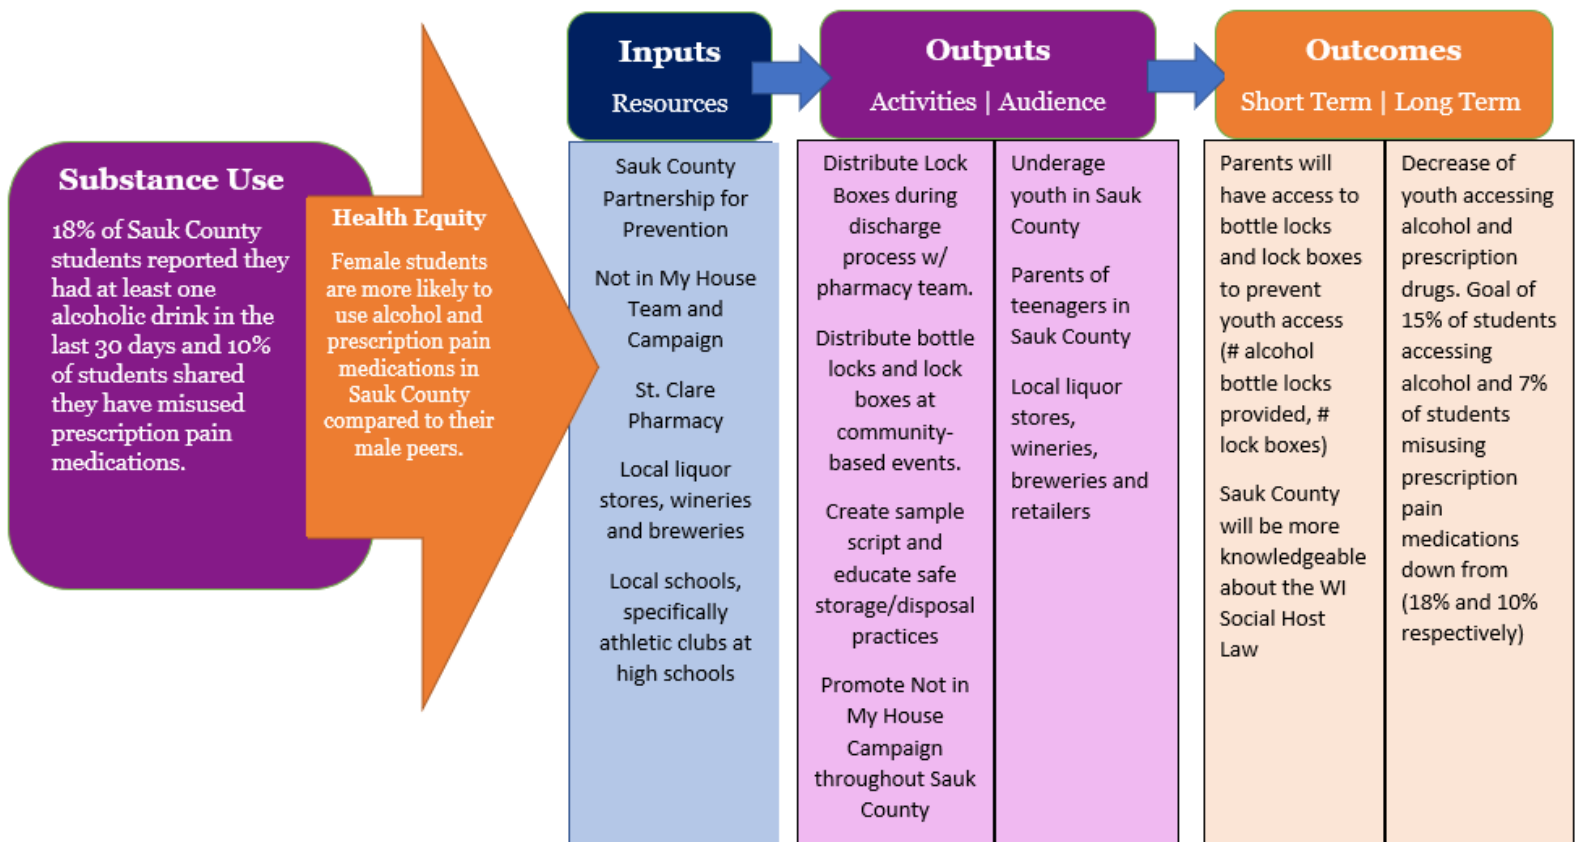 Substance Use
18% of Sauk County
students reported they
had at least one
alcoholic drink in the
last 30 days and 10%
of students shared
they have misused
prescription pain
medications.
Health Equity
Female students
are more likely to
use alcohol and
prescription pain
medications in
Sauk County
compared to their
male peers.
Inputs
Resources
Sauk County
Partnership for
Prevention
Not in My House
Team and
Campaign
St. Clare
Pharmacy
Local liquor
stores, wineries
and breweries
Local schools,
specifically
athletic clubs at
high schools
Outputs
Activities | Audience
Distribute Lock
Boxes during
discharge
process w/
pharmacy team.
Distribute bottle
locks and lock
boxes at
community-
based events.
Create sample
script and
educate safe
storage/disposal
practices
Promote Not in
My House
Campaign
throughout Sauk
County
Underage
youth in Sauk
County
Parents of
teenagers in
Sauk County
Local liquor
stores,
wineries,
breweries and
retailers
Outcomes
Short Term | Long Term
Parents will
have access to
bottle locks
and lock boxes
to prevent
youth access
(# alcohol
bottle locks
provided, #
lock boxes)
Sauk County
will be more
knowledgeable
about the WI
Social Host
Law
Decrease of
youth accessing
alcohol and
prescription
drugs. Goal of
15% of students
accessing
alcohol and 7%
of students
misusing
prescription
pain
medications
down from
(18% and 10%
respectively)